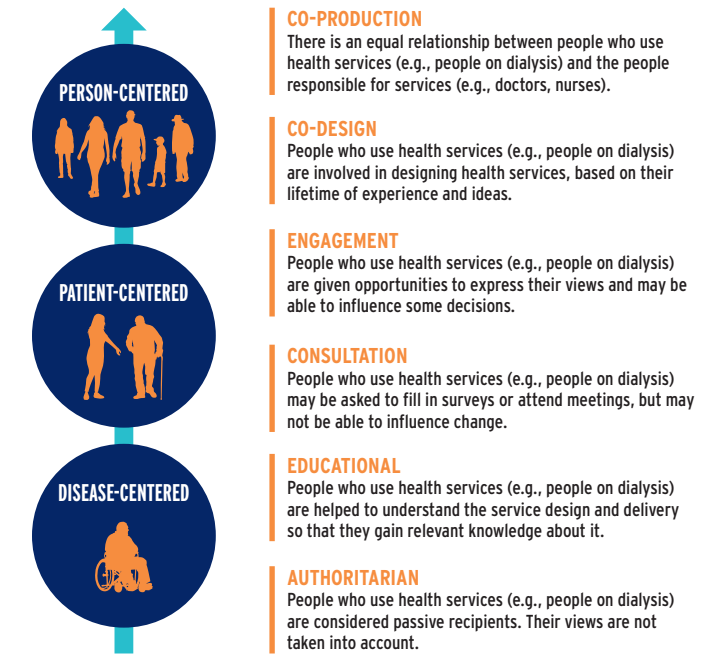 PERSON-CENTERED
PATIENT-CENTERED
DISEASE-CENTERED
CO-PRODUCTION
There is an equal relationship between people who use
health services (e.g., people on dialysis) and the people
responsible for services (e.g., doctors, nurses).
CO-DESIGN
People who use health services (e.g., people on dialysis)
are involved in designing health services, based on their
lifetime of experience and ideas.
ENGAGEMENT
People who use health services (e.g., people on dialysis)
are given opportunities to express their views and may be
able to influence some decisions.
CONSULTATION
People who use health services (e.g., people on dialysis)
may be asked to fill in surveys or attend meetings, but may
not be able to influence change.
EDUCATIONAL
People who use health services (e.g., people on dialysis)
are helped to understand the service design and delivery
so that they gain relevant knowledge about it.
AUTHORITARIAN
People who use health services (e.g., people on dialysis)
are considered passive recipients. Their views are not
taken into account.